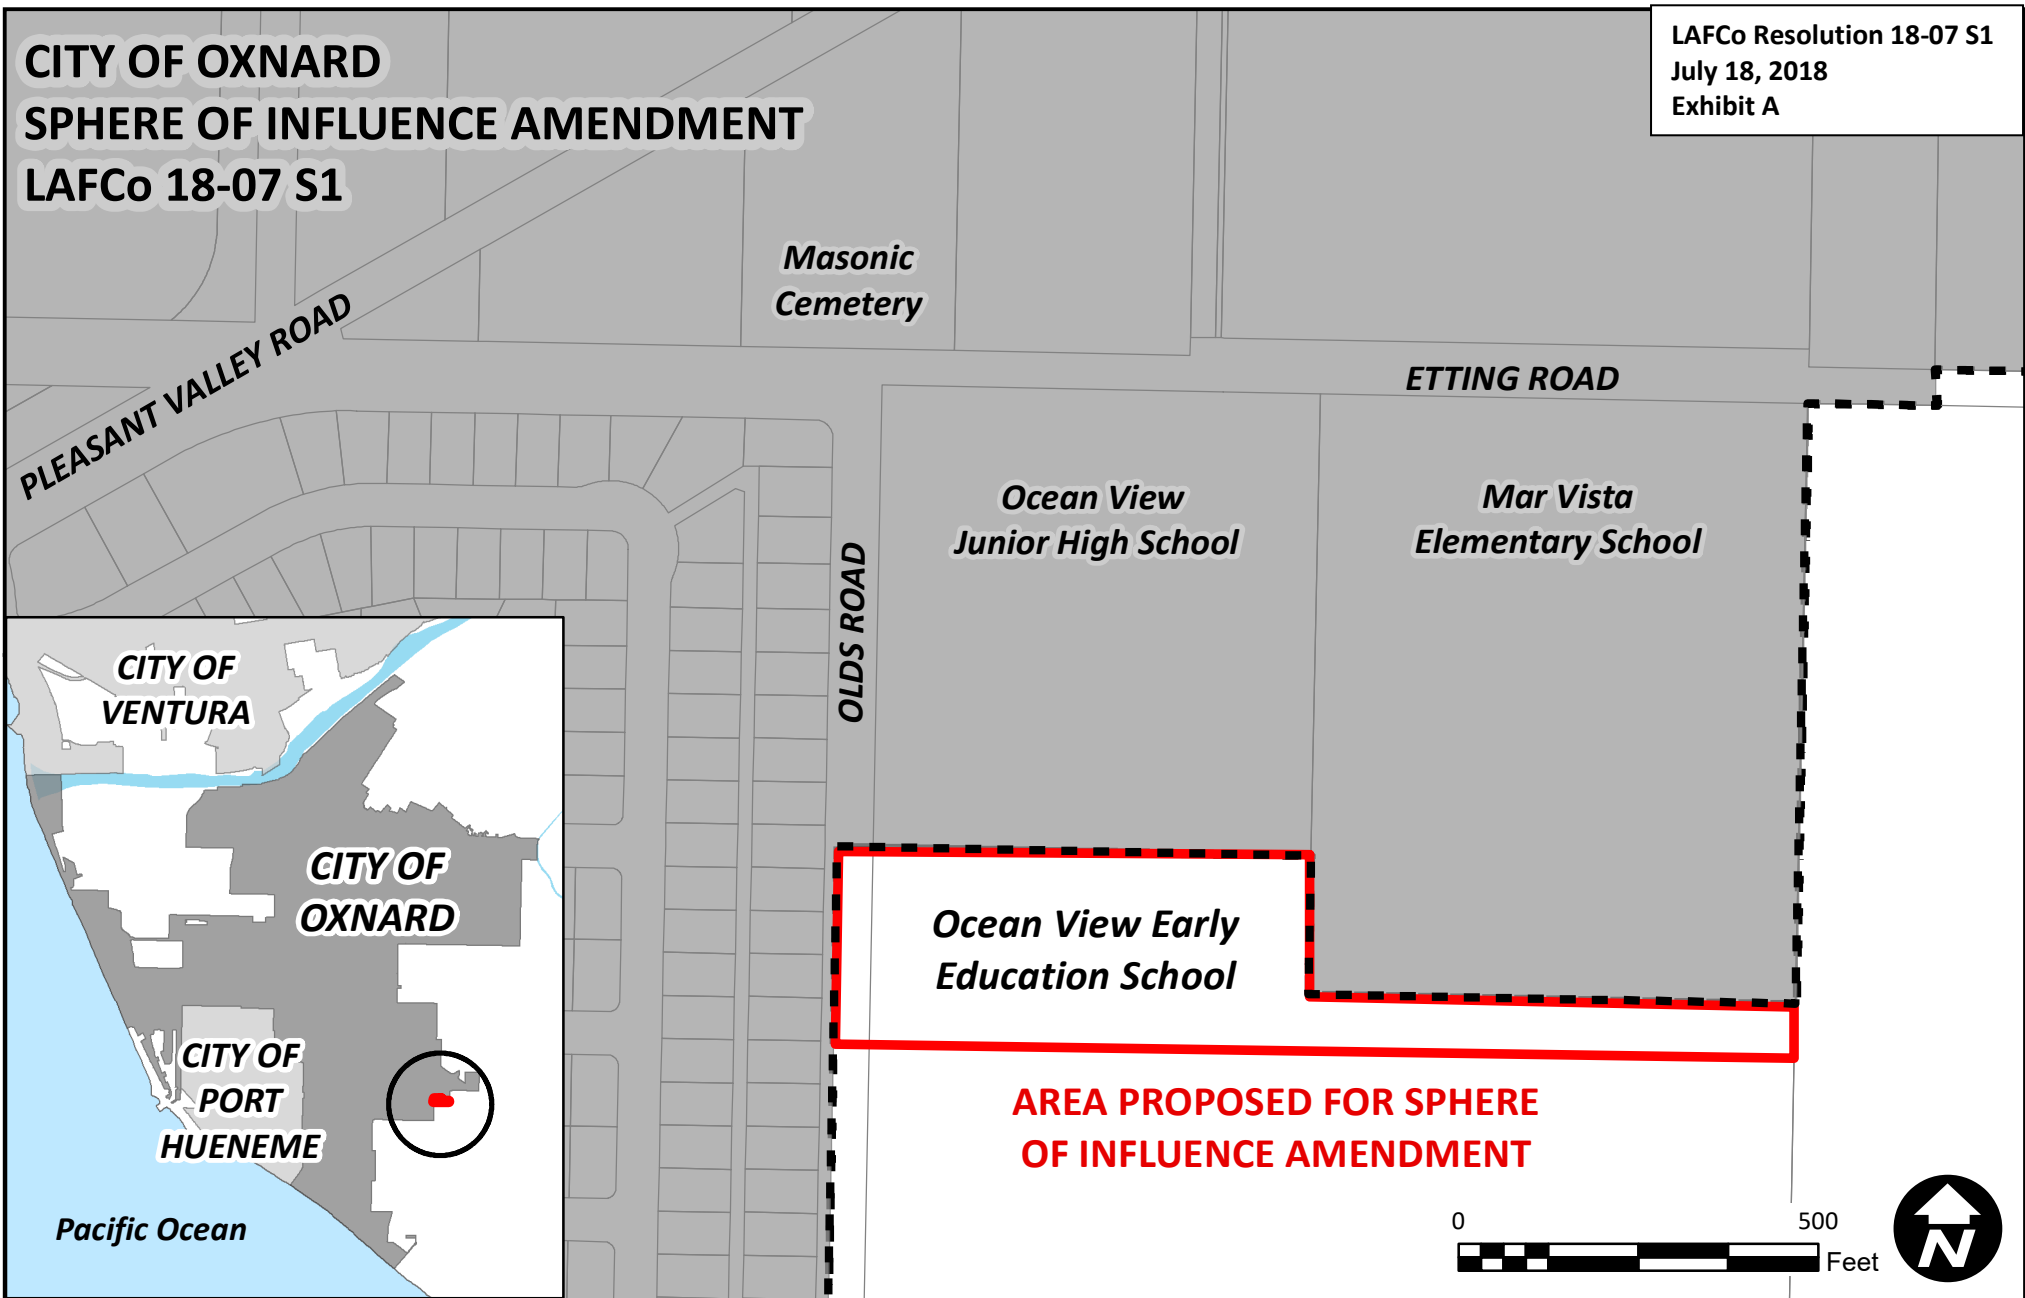 CITY OF OXNARD
SPHERE OF INFLUENCE AMENDMENT
LAFCo 18-07 S1
LAFCo Resolution 18-07 S1
July 18, 2018
Exhibit A
Masonic
Cemetery
PLEASANT VALLEY ROAD
ETTING ROAD
Ocean View
Junior High School
Mar Vista
Elementary School
OLDS ROAD
CITY OF
VENTURA
CITY OF
OXNARD
CITY OF
PORT
HUENEME
Pacific Ocean
Ocean View Early
Education School
AREA PROPOSED FOR SPHERE
OF INFLUENCE AMENDMENT
0 500
Feet
N